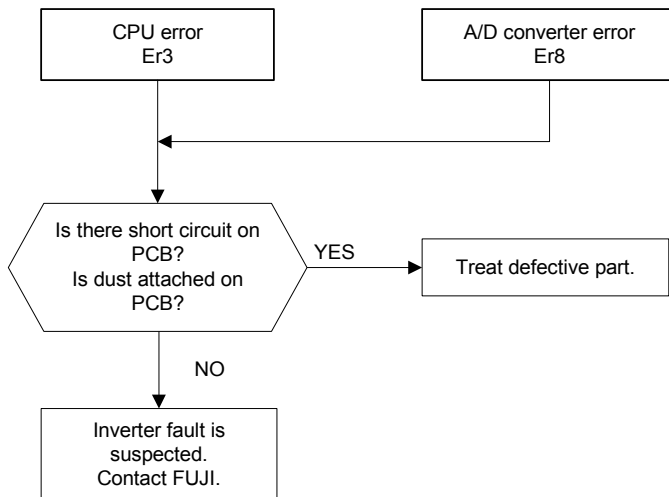 CPU error
Er3
A/D converter error
Er8
Is there short circuit on
PCB?
Is dust attached on
PCB?
YES
Treat defective part.
NO
Inverter fault is
suspected.
Contact FUJI.